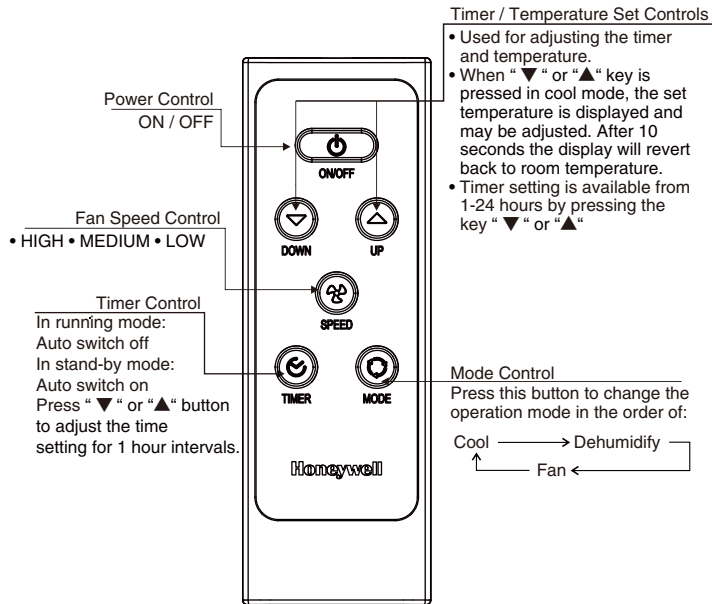 Timer / Temperature Set Controls
• Used for adjusting the timer
and temperature.
• When “ ▼ “ or “▲“ key is
pressed in cool mode, the set
temperature is displayed and
may be adjusted. After 10
seconds the display will revert
back to room temperature.
• Timer setting is available from
1-24 hours by pressing the
key “ ▼ “ or “▲“
Power Control
ON / OFF
ON/OFF
Fan Speed Control
• HIGH • MEDIUM • LOW
DOWN
UP
SPEED
Timer Control
In running mode:
Auto switch off
In stand-by mode:
Auto switch on
Press “ ▼ “ or “▲“ button
to adjust the time
setting for 1 hour intervals.
TIMER
MODE
Mode Control
Press this button to change the
operation mode in the order of:
Cool
Dehumidify
Fan
Honeywell